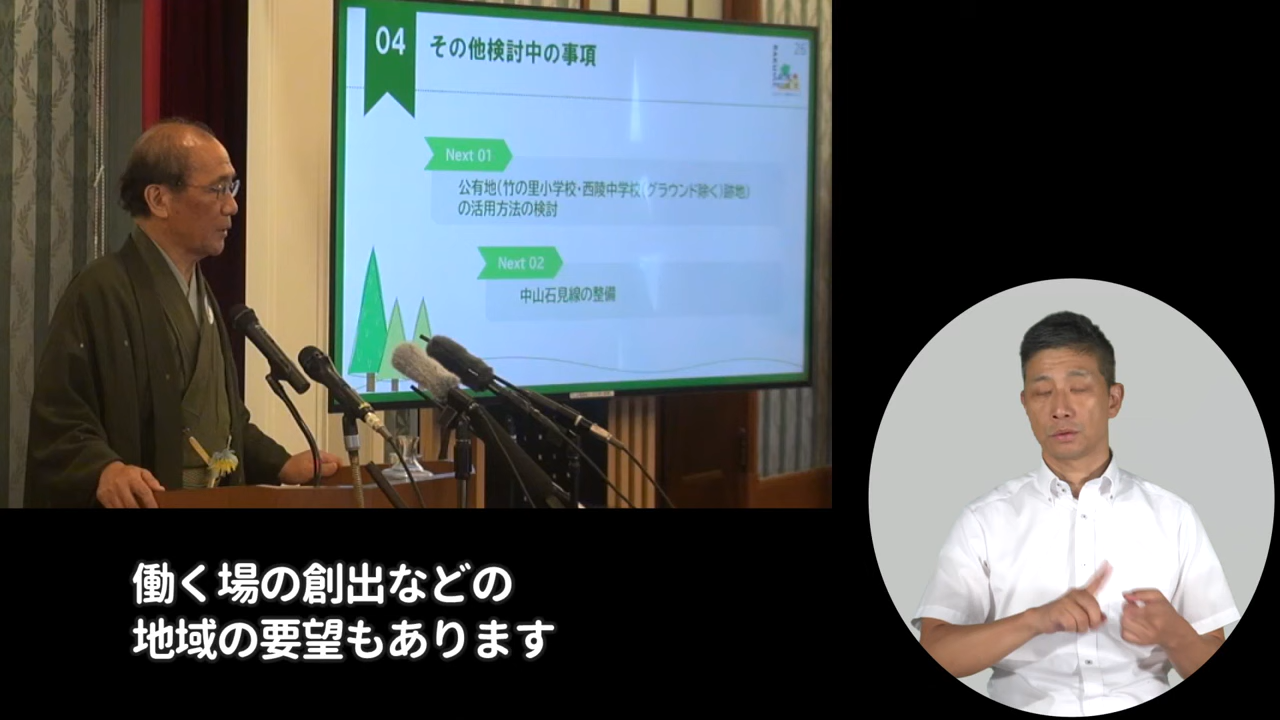 04
その他検討中の事項
26
Next 01
公有地(竹の里小学校・西陵中学校(グラウンド除く)跡地)
の活用方法の検討
Next 02
中山石見線の整備
働く場の創出などの
地域の要望もあります